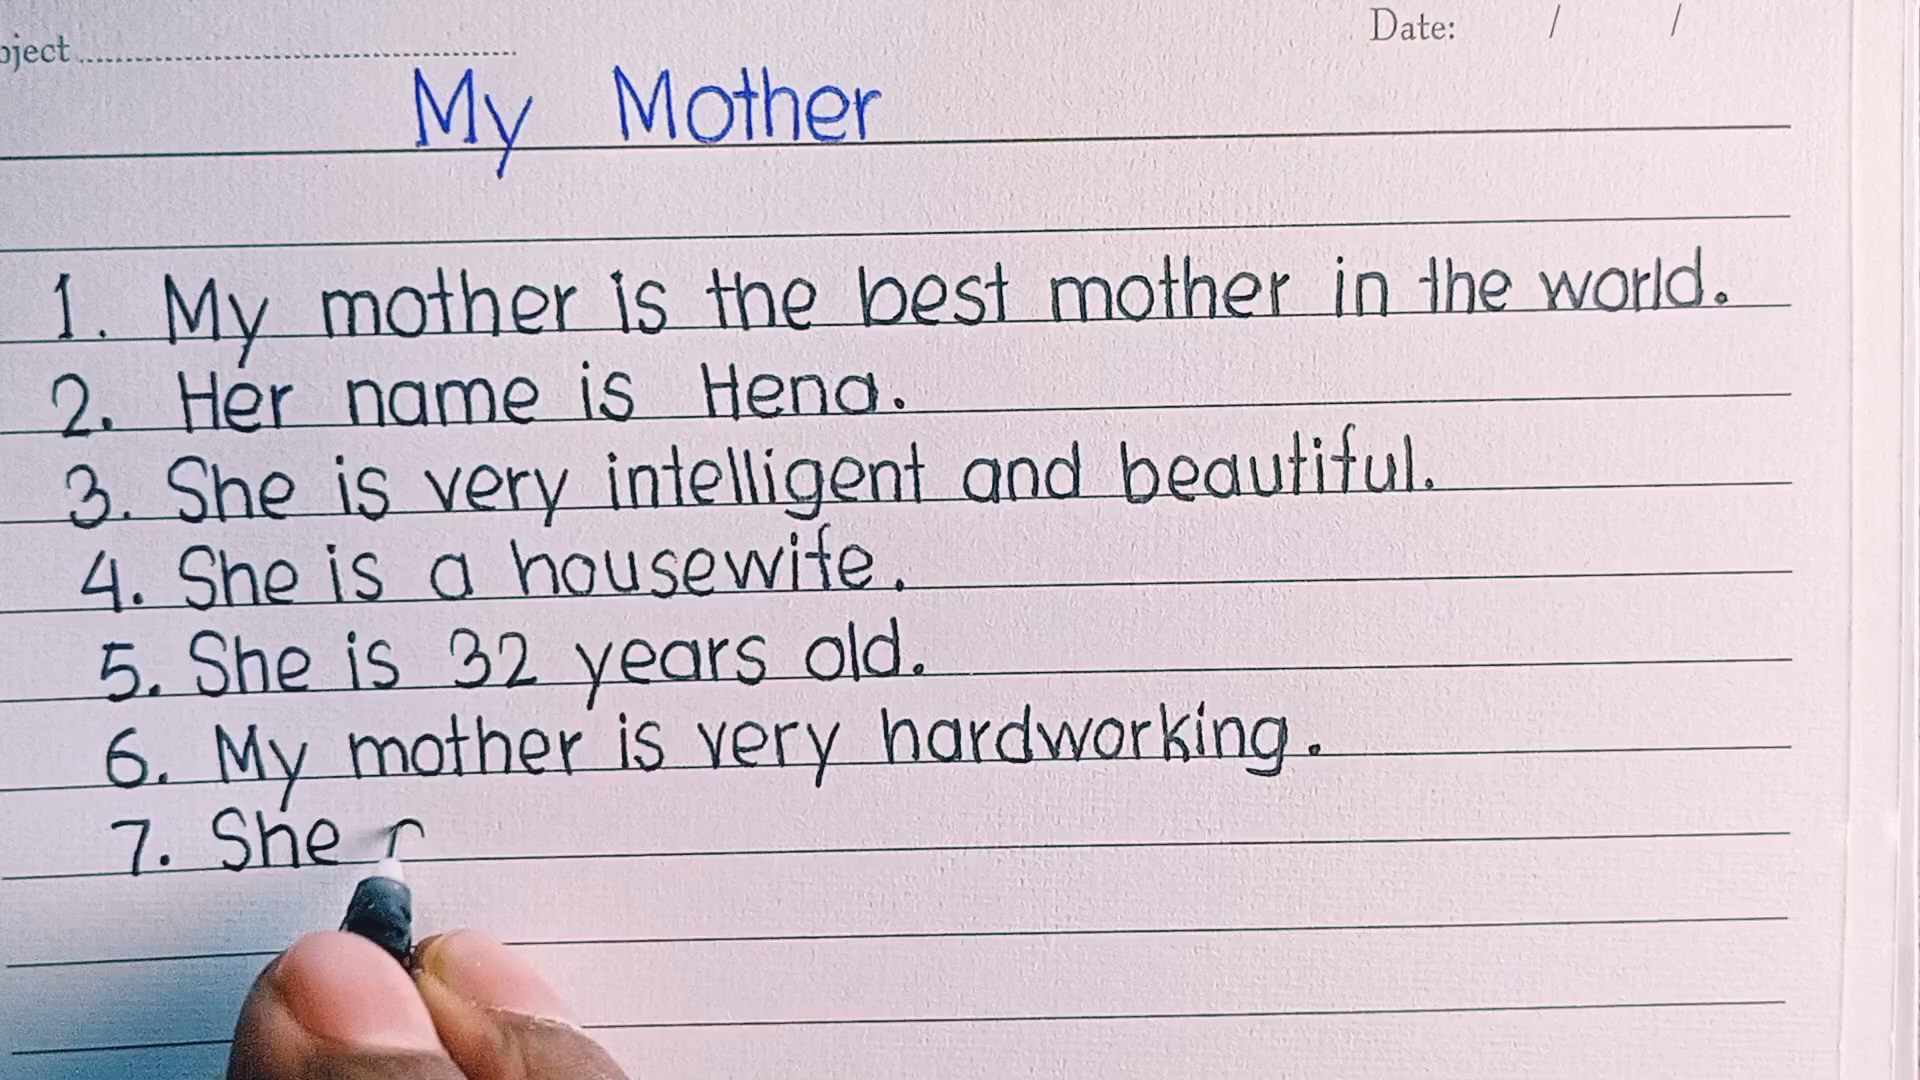 Date: / /
My Mother
1. My mother is the best mother in the world.
2. Her name is Hena.
3. She is very intelligent and beautiful.
4. She is a housewife.
5. She is 32 years old.
6. My mother is very hardworking.
7. She